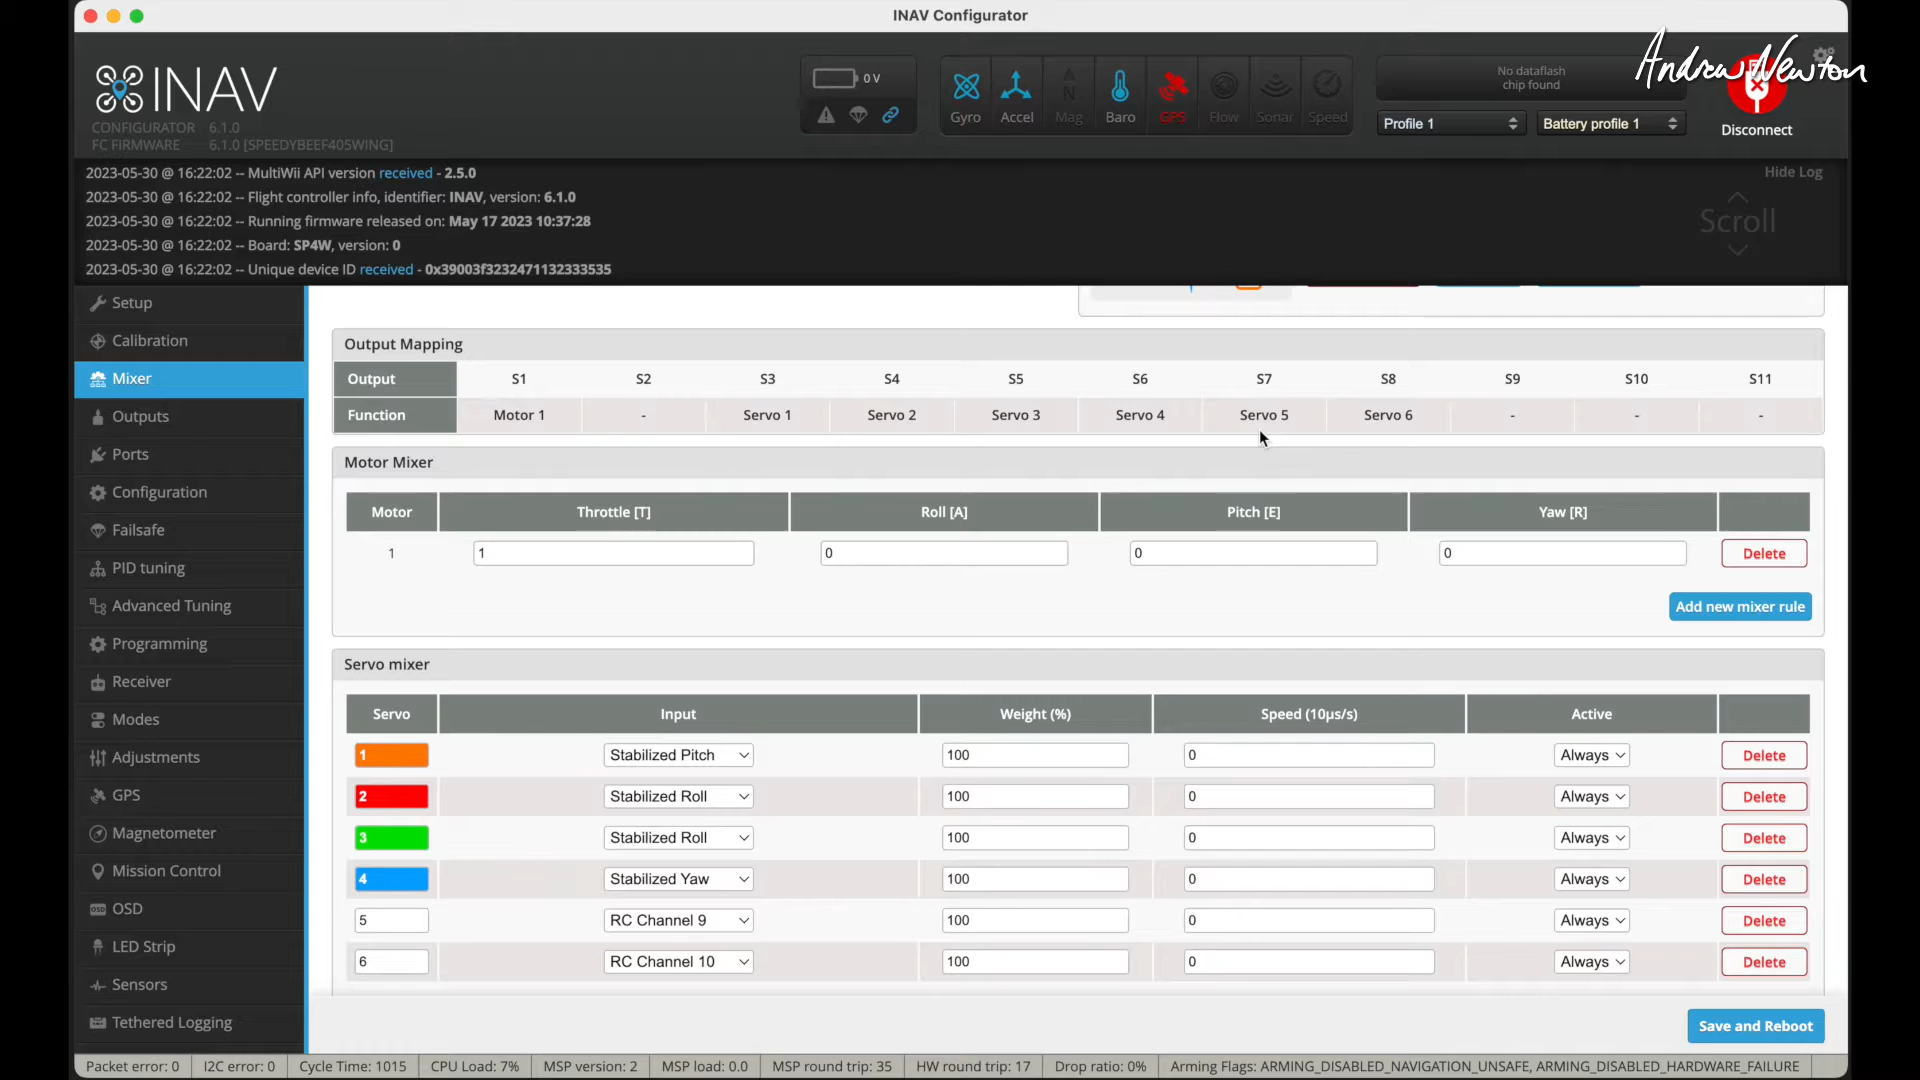 INAV Configurator
Andrew Newton
INAV
CONFIGURATOR 6.1.0
FC FIRMWARE 6.1.0 [SPEEDYBEEF405WING]
0 V
Gyro Accel Mag Baro GPS Flow Sonar Speed
No dataflash
chip found
Profile 1
Battery profile 1
Disconnect
2023-05-30 @ 16:22:02 -- MultiWii API version received - 2.5.0
2023-05-30 @ 16:22:02 -- Flight controller info, identifier: INAV, version: 6.1.0
2023-05-30 @ 16:22:02 -- Running firmware released on: May 17 2023 10:37:28
2023-05-30 @ 16:22:02 -- Board: SP4W, version: 0
2023-05-30 @ 16:22:02 -- Unique device ID received - 0x39003f3232471132333535
Hide Log
Scroll
Setup
Calibration
Mixer
Outputs
Ports
Configuration
Failsafe
PID tuning
Advanced Tuning
Programming
Receiver
Modes
Adjustments
GPS
Magnetometer
Mission Control
OSD
LED Strip
Sensors
Tethered Logging
Output Mapping
Output S1 S2 S3 S4 S5 S6 S7 S8 S9 S10 S11
Function Motor 1 - Servo 1 Servo 2 Servo 3 Servo 4 Servo 5 Servo 6 - - -
Motor Mixer
Motor Throttle [T] Roll [A] Pitch [E] Yaw [R]
1 1 0 0 0 Delete
Add new mixer rule
Servo mixer
Servo Input Weight (%) Speed (10µs/s) Active
1 Stabilized Pitch 100 0 Always Delete
2 Stabilized Roll 100 0 Always Delete
3 Stabilized Roll 100 0 Always Delete
4 Stabilized Yaw 100 0 Always Delete
5 RC Channel 9 100 0 Always Delete
6 RC Channel 10 100 0 Always Delete
Save and Reboot
Packet error: 0 I2C error: 0 Cycle Time: 1015 CPU Load: 7% MSP version: 2 MSP load: 0.0 MSP round trip: 35 HW round trip: 17 Drop ratio: 0% Arming Flags: ARMING_DISABLED_NAVIGATION_UNSAFE, ARMING_DISABLED_HARDWARE_FAILURE